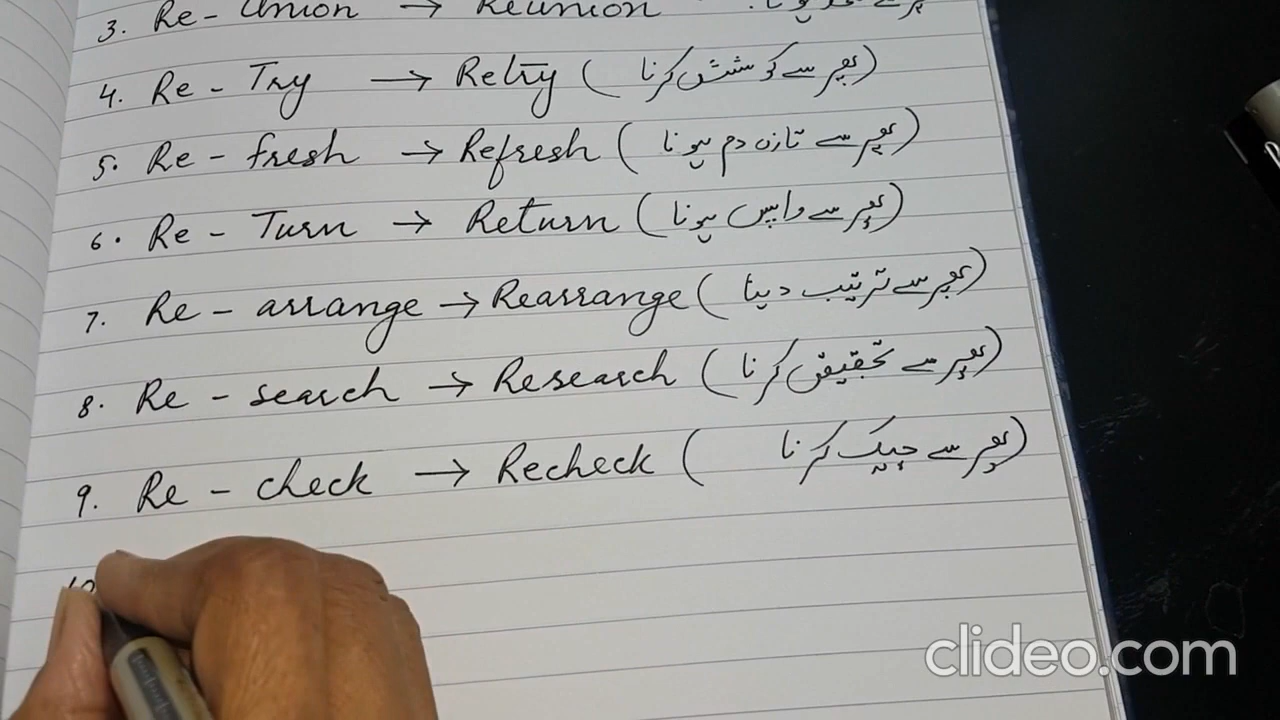 3. Re - Union → Reunion
4. Re - Try → Retry (پھر سے کوشش کرنا)
5. Re - fresh → Refresh (پھر سے تازہ دم ہونا)
6. Re - Turn → Return (پھر سے واپس ہونا)
7. Re - arrange → Rearrange (پھر سے ترتیب دینا)
8. Re - search → Research (پھر سے تحقیق کرنا)
9. Re - check → Recheck (پھر سے چیک کرنا)
10
clideo.com